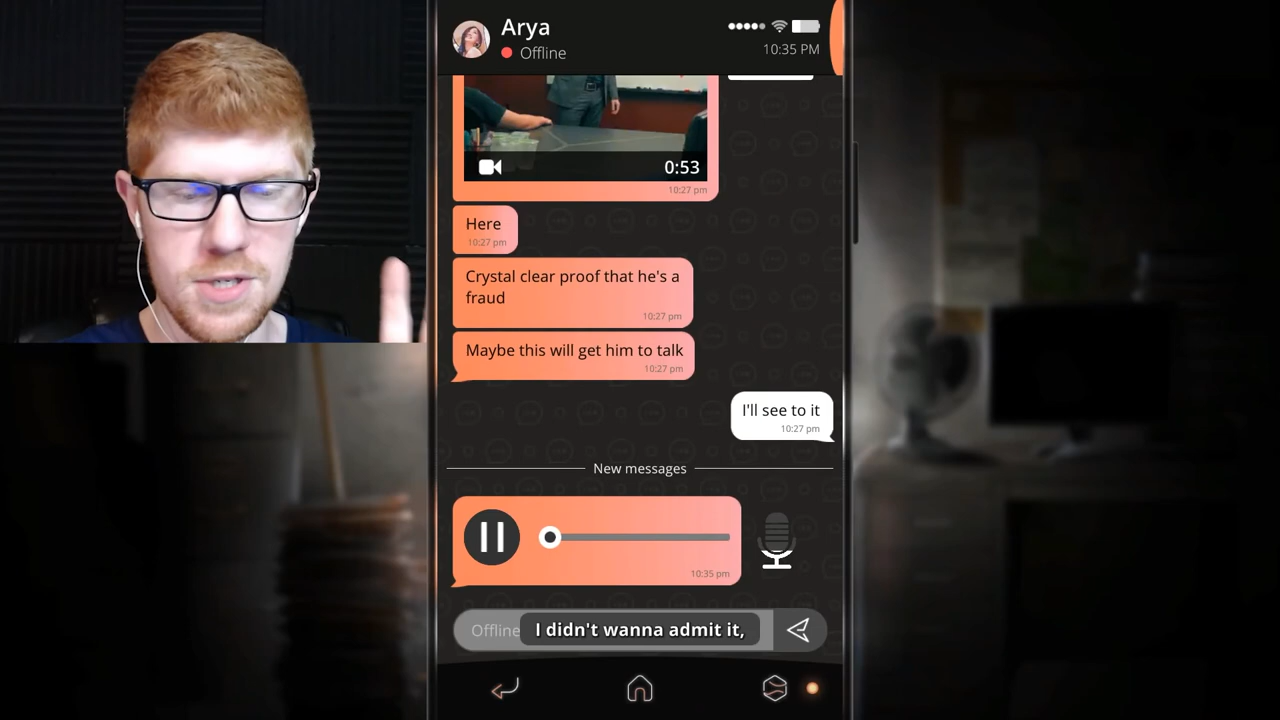 Arya
Offline
10:35 PM
0:53
10:27 pm
Here
10:27 pm
Crystal clear proof that he's a
fraud
10:27 pm
Maybe this will get him to talk
10:27 pm
I'll see to it
10:27 pm
New messages
10:35 pm
Offline
I didn't wanna admit it,